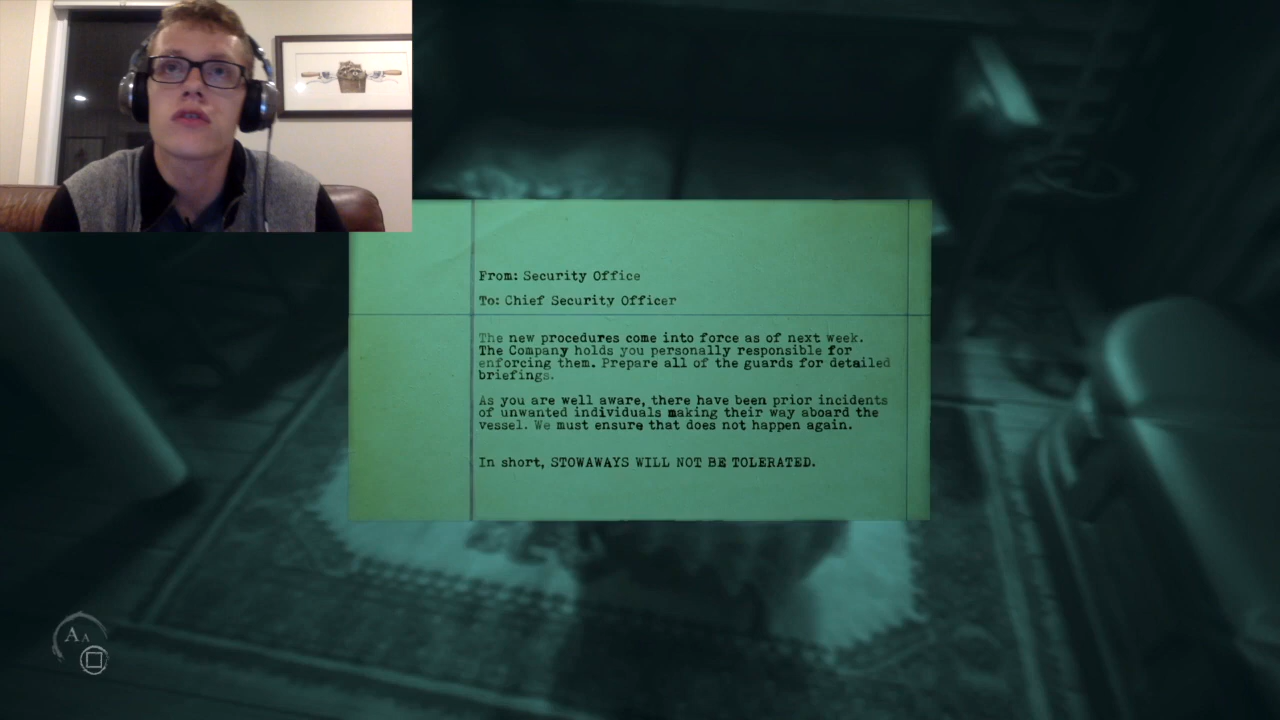 From: Security Office
To: Chief Security Officer
The new procedures come into force as of next week.
The Company holds you personally responsible for
enforcing them. Prepare all of the guards for detailed
briefings.
As you are well aware, there have been prior incidents
of unwanted individuals making their way aboard the
vessel. We must ensure that does not happen again.
In short, STOWAWAYS WILL NOT BE TOLERATED.
A A